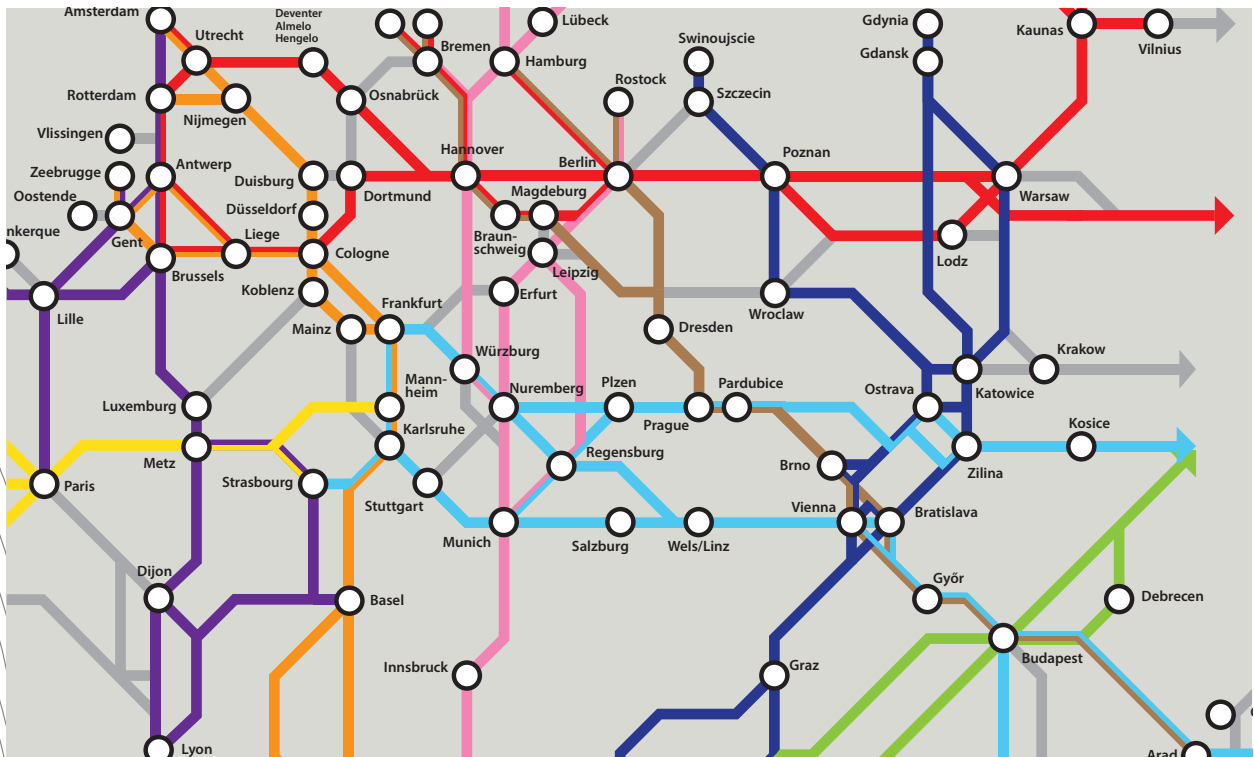 Amsterdam
Utrecht
Deventer
Almelo
Hengelo
Bremen
Lübeck
Hamburg
Gdynia
Gdansk
Kaunas
Vilnius
Swinoujscie
Rostock
Szczecin
Rotterdam
Nijmegen
Osnabrück
Vlissingen
Hannover
Berlin
Poznan
Zeebrugge
Antwerp
Duisburg
Dortmund
Magdeburg
Warsaw
Oostende
Düsseldorf
nkerque
Gent
Liege
Cologne
Braun-
schweig
Lodz
Brussels
Leipzig
Koblenz
Erfurt
Lille
Frankfurt
Mainz
Wroclaw
Dresden
Würzburg
Krakow
Mann-
heim
Nuremberg
Plzen
Pardubice
Ostrava
Katowice
Luxemburg
Prague
Karlsruhe
Kosice
Metz
Regensburg
Brno
Zilina
Paris
Strasbourg
Stuttgart
Vienna
Bratislava
Munich
Salzburg
Wels/Linz
Dijon
Győr
Basel
Debrecen
Innsbruck
Graz
Budapest
Lyon
Arad